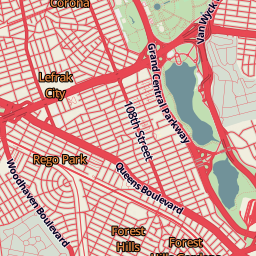 Corona
Van Wyck
Grand Central Parkway
Lefrak
City
108th Street
Rego Park
Queens Boulevard
Woodhaven Boulevard
Forest
Hills
Forest